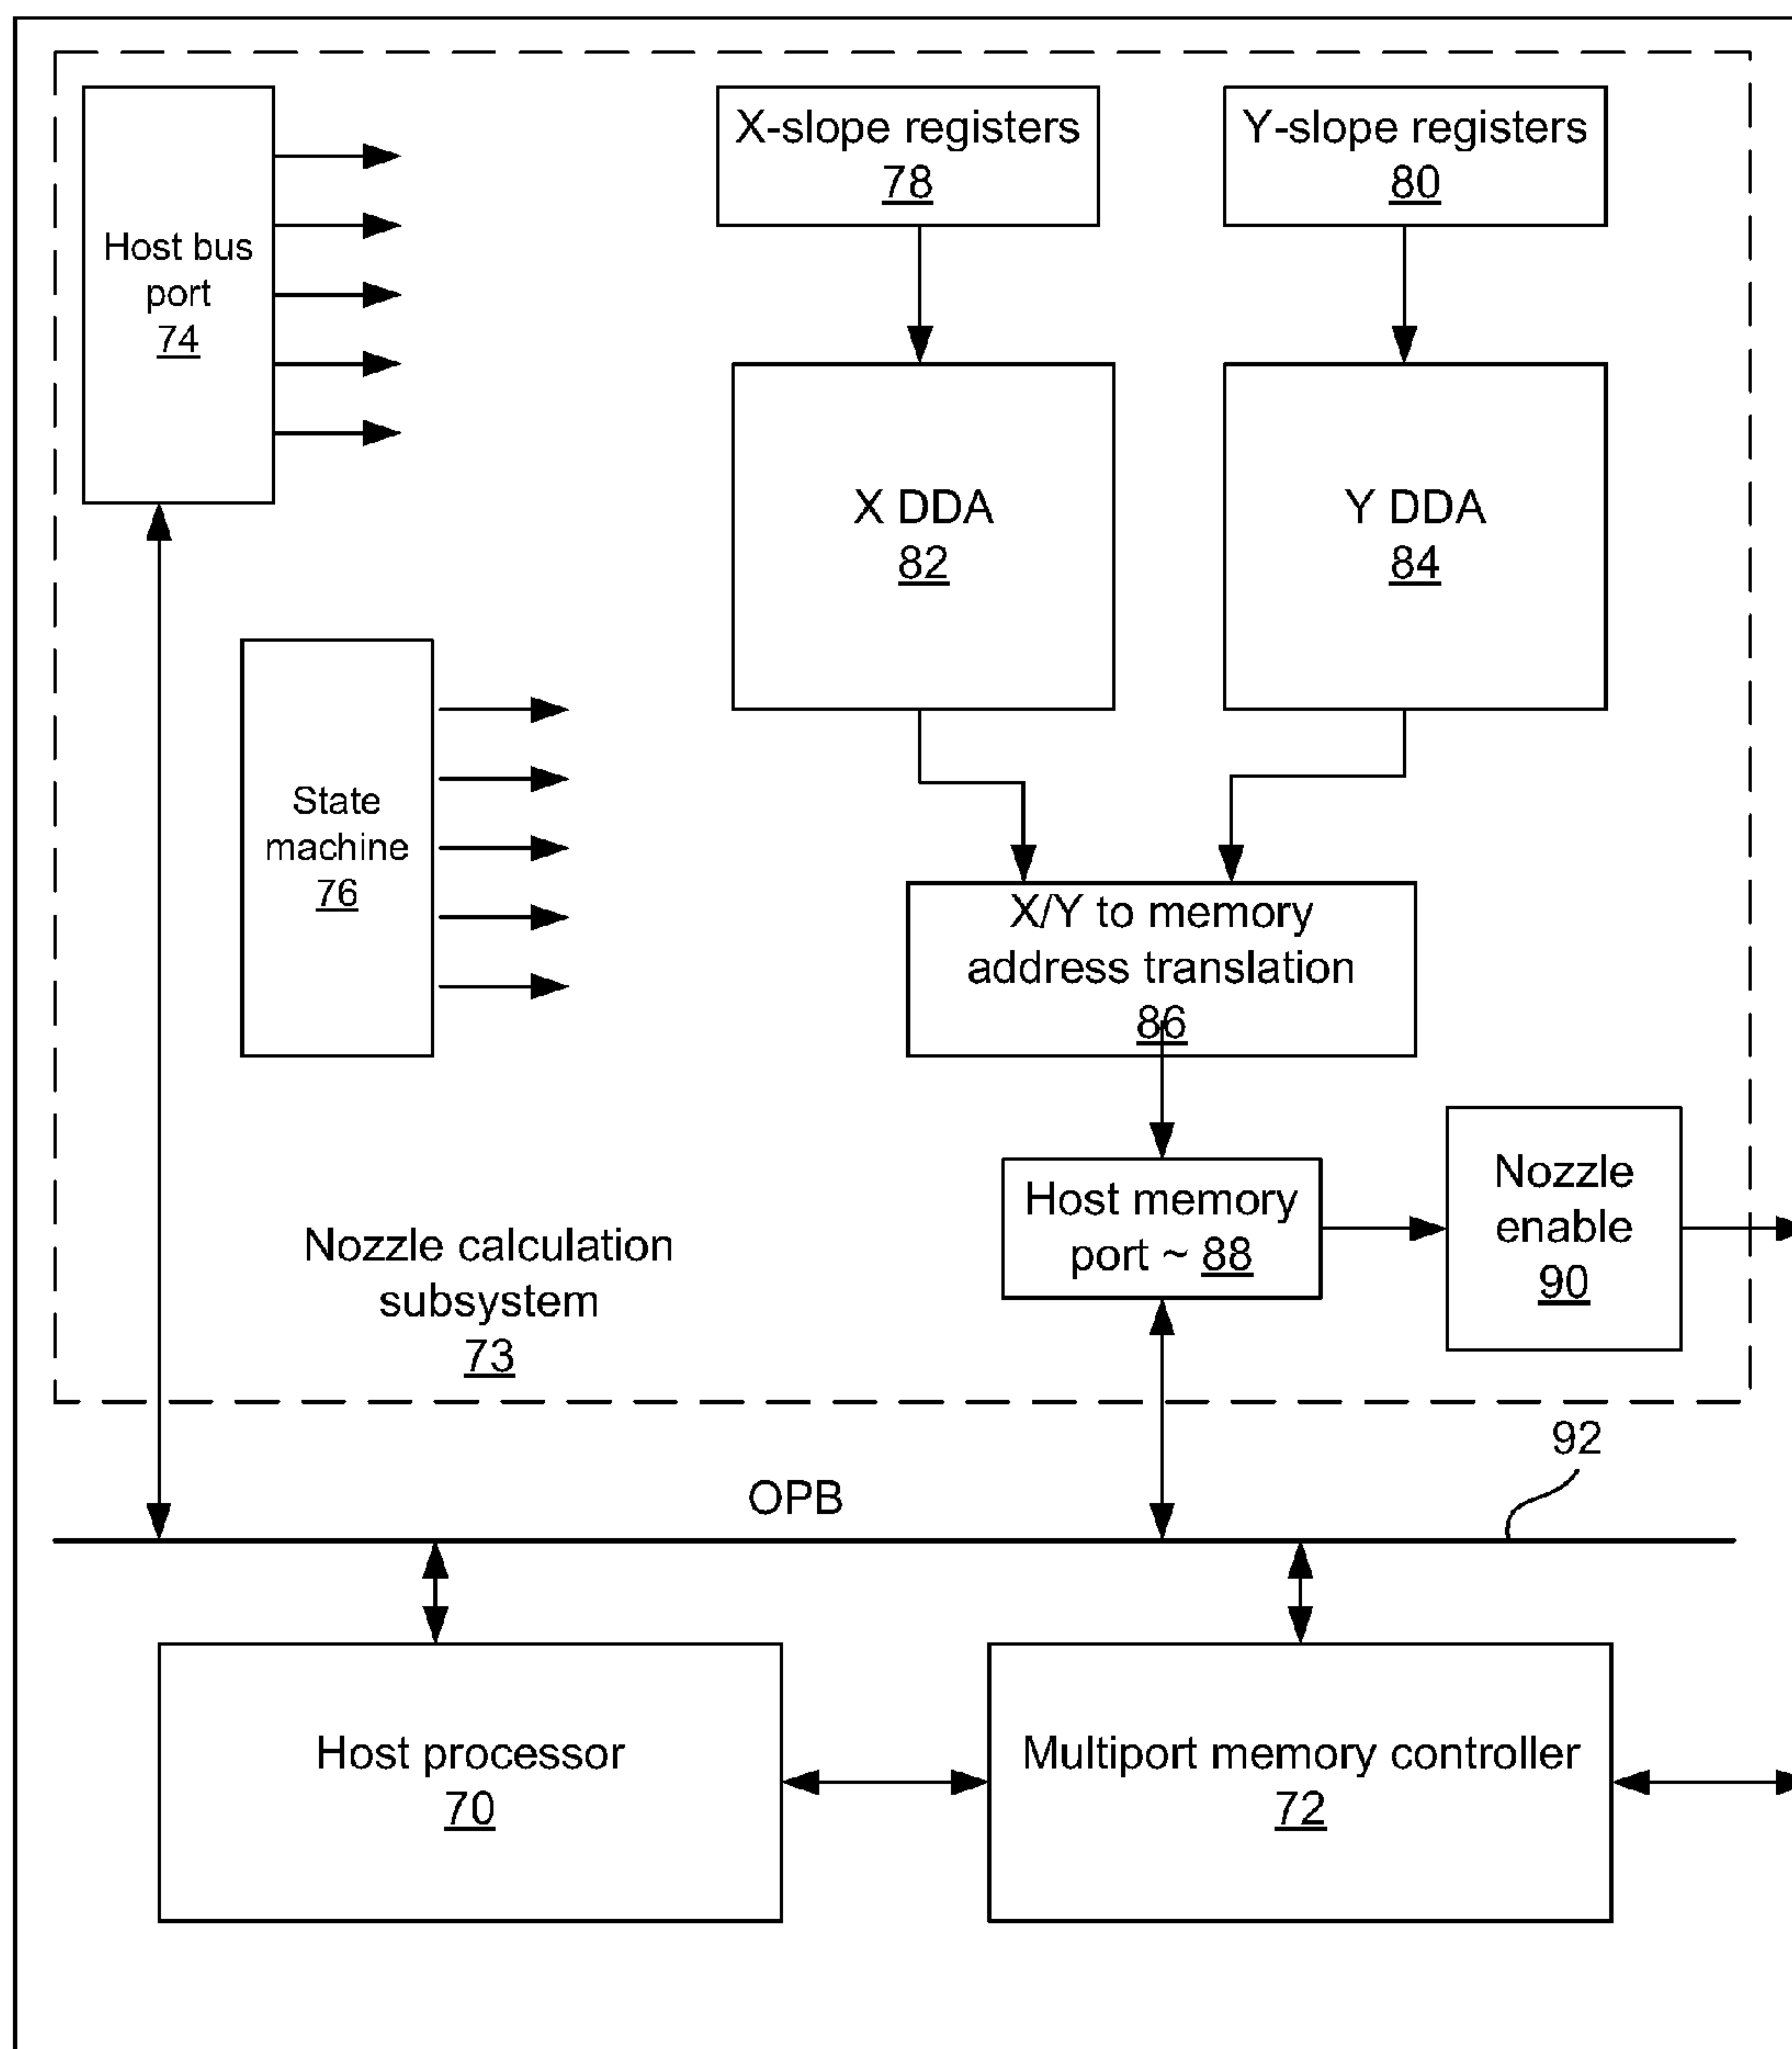 Host bus
port
74
X-slope registers
78
Y-slope registers
80
X DDA
82
Y DDA
84
State
machine
76
X/Y to memory
address translation
86
Host memory
port ~ 88
Nozzle
enable
90
Nozzle calculation
subsystem
73
92
OPB
Host processor
70
Multiport memory controller
72